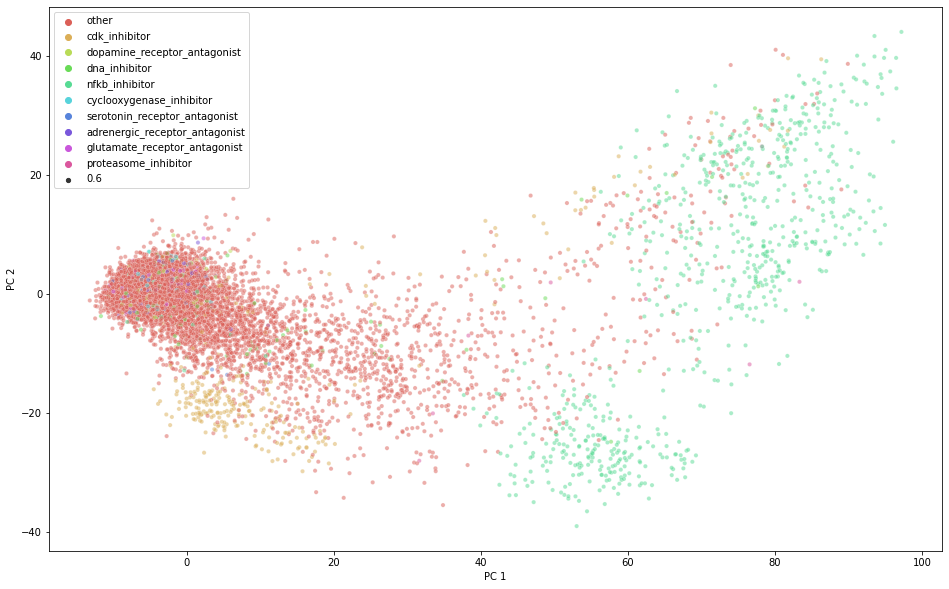 other
cdk_inhibitor
dopamine_receptor_antagonist
dna_inhibitor
nfkb_inhibitor
cyclooxygenase_inhibitor
serotonin_receptor_antagonist
adrenergic_receptor_antagonist
glutamate_receptor_antagonist
proteasome_inhibitor
0.6
40
20
0
−20
−40
PC 2
0 20 40 60 80 100
PC 1